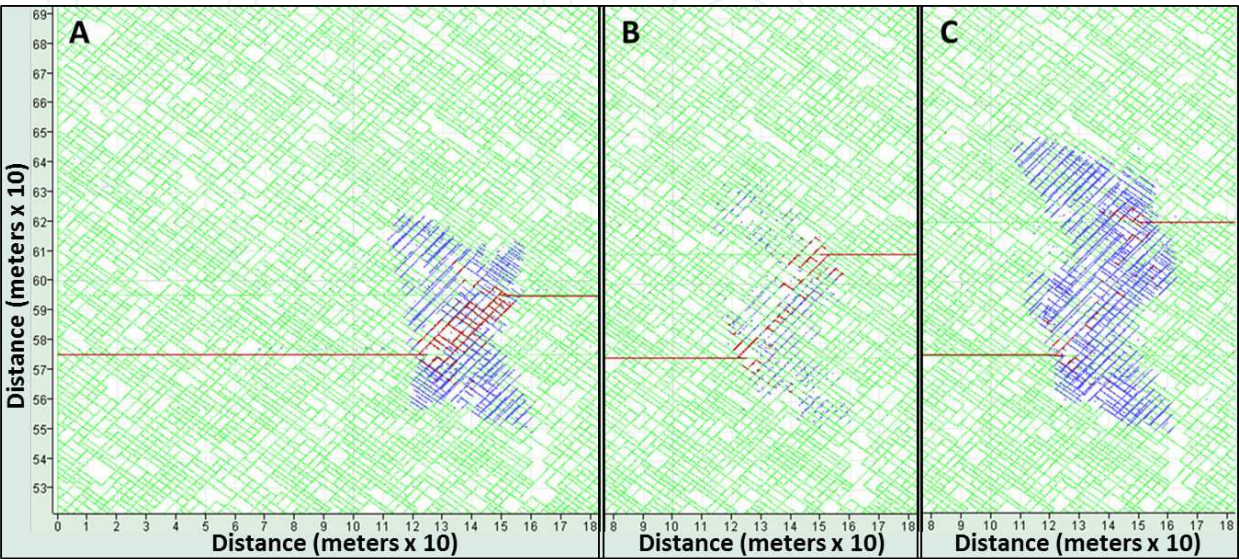 A
B
C
Distance (meters x 10)
69
68
67
66
65
64
63
62
61
60
59
58
57
56
55
54
53
0 1 2 3 4 5 6 7 8 9 10 11 12 13 14 15 16 17 18
8 9 10 11 12 13 14 15 16 17 18
8 9 10 11 12 13 14 15 16 17 18
Distance (meters x 10)
Distance (meters x 10)
Distance (meters x 10)